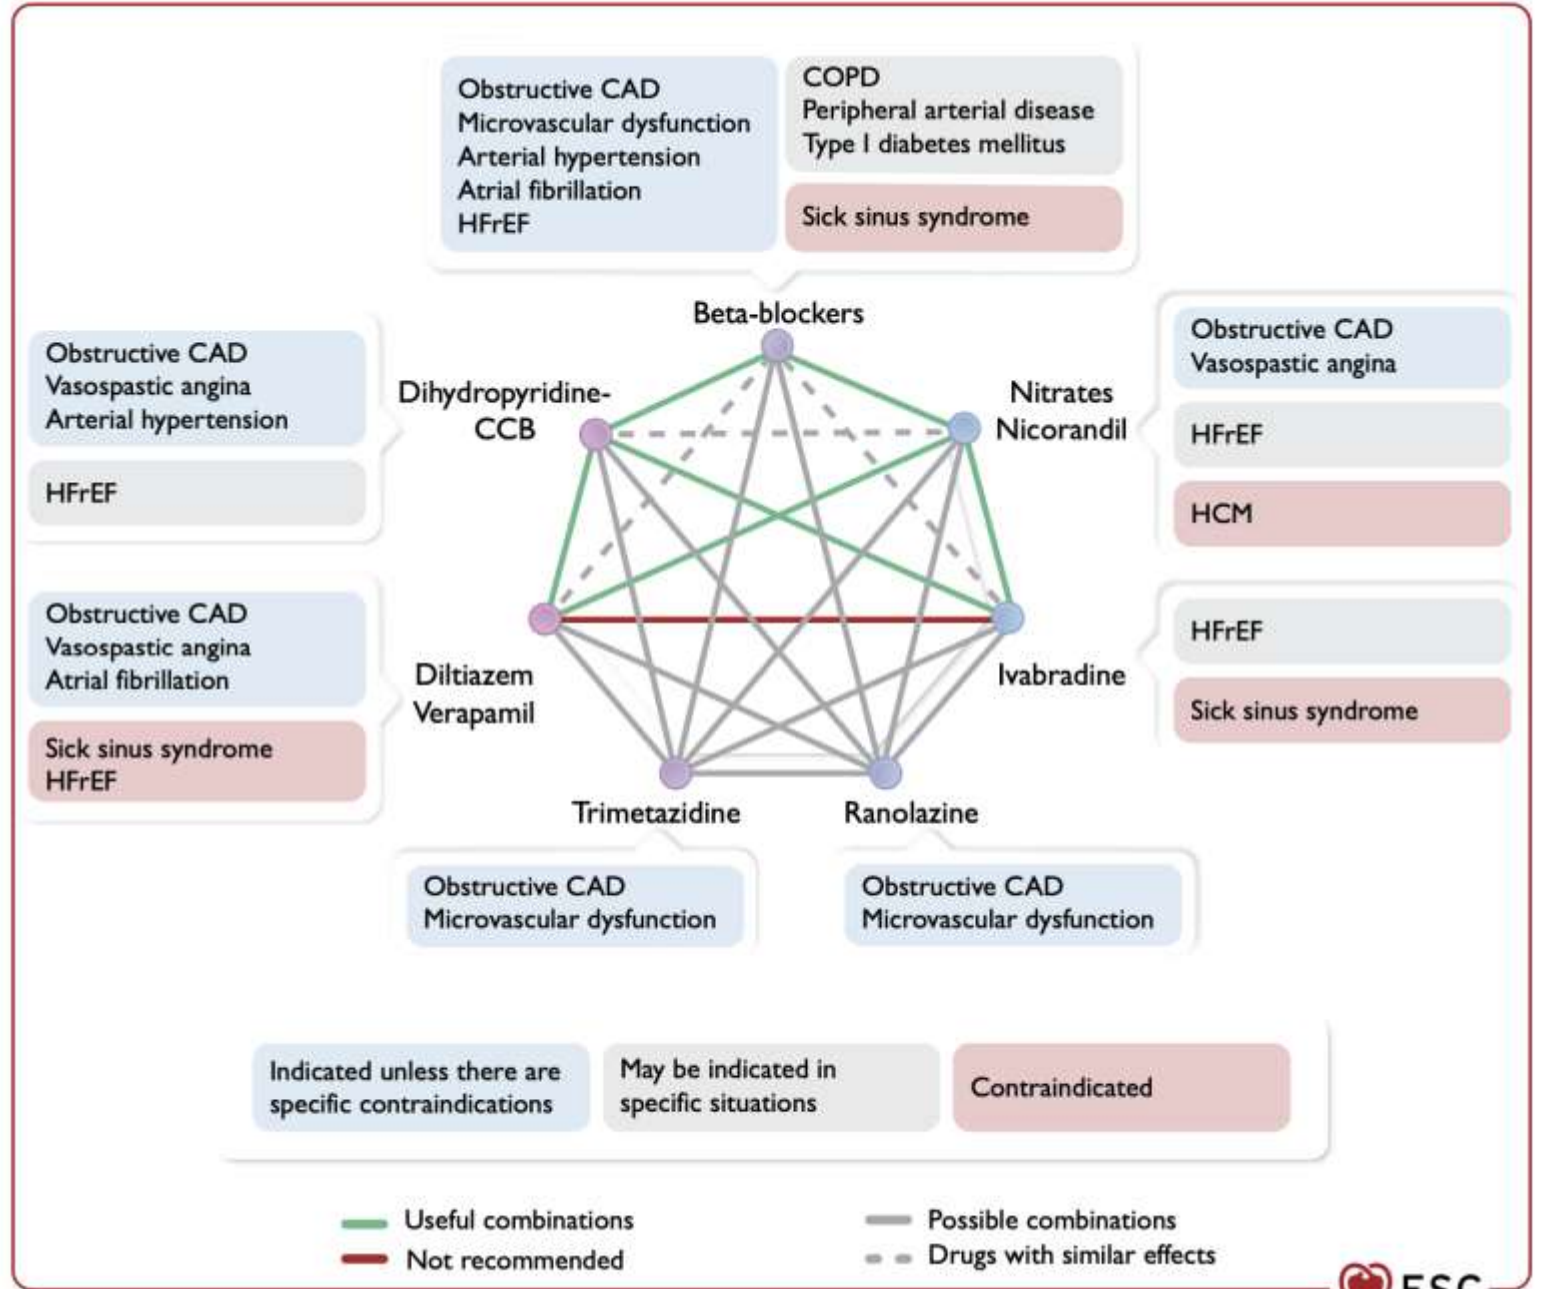 Obstructive CAD
Microvascular dysfunction
Arterial hypertension
Atrial fibrillation
HFrEF
COPD
Peripheral arterial disease
Type I diabetes mellitus
Sick sinus syndrome
Beta-blockers
Obstructive CAD
Vasospastic angina
Arterial hypertension
HFrEF
Dihydropyridine-
CCB
Nitrates
Nicorandil
Obstructive CAD
Vasospastic angina
HFrEF
HCM
Obstructive CAD
Vasospastic angina
Atrial fibrillation
Sick sinus syndrome
HFrEF
Diltiazem
Verapamil
Ivabradine
HFrEF
Sick sinus syndrome
Trimetazidine
Ranolazine
Obstructive CAD
Microvascular dysfunction
Obstructive CAD
Microvascular dysfunction
Indicated unless there are
specific contraindications
May be indicated in
specific situations
Contraindicated
Useful combinations
Not recommended
Possible combinations
Drugs with similar effects
ESC